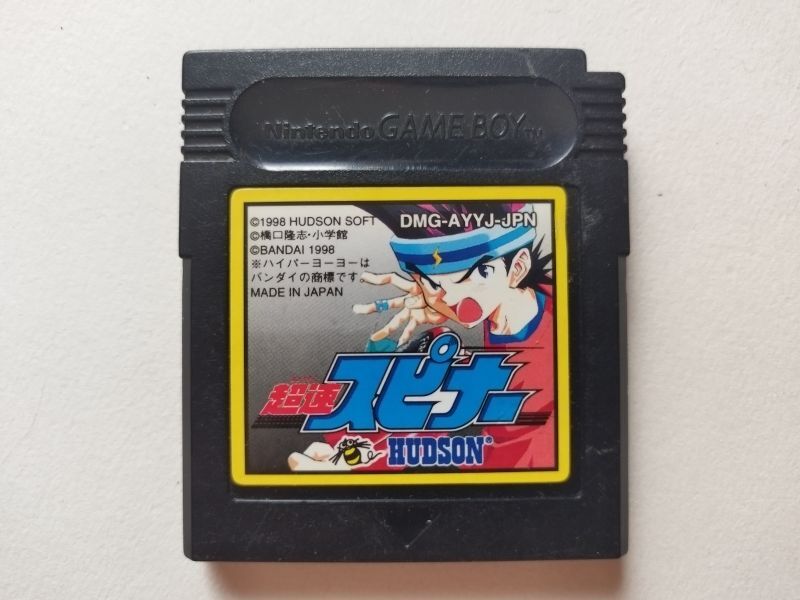 Nintendo GAME BOY TM
©1998 HUDSON SOFT DMG-AYYJ-JPN
©橋口隆志・小学館
©BANDAI 1998
※ハイパーヨーヨーは
バンダイの商標です。
MADE IN JAPAN
超速スピナー
HUDSON®